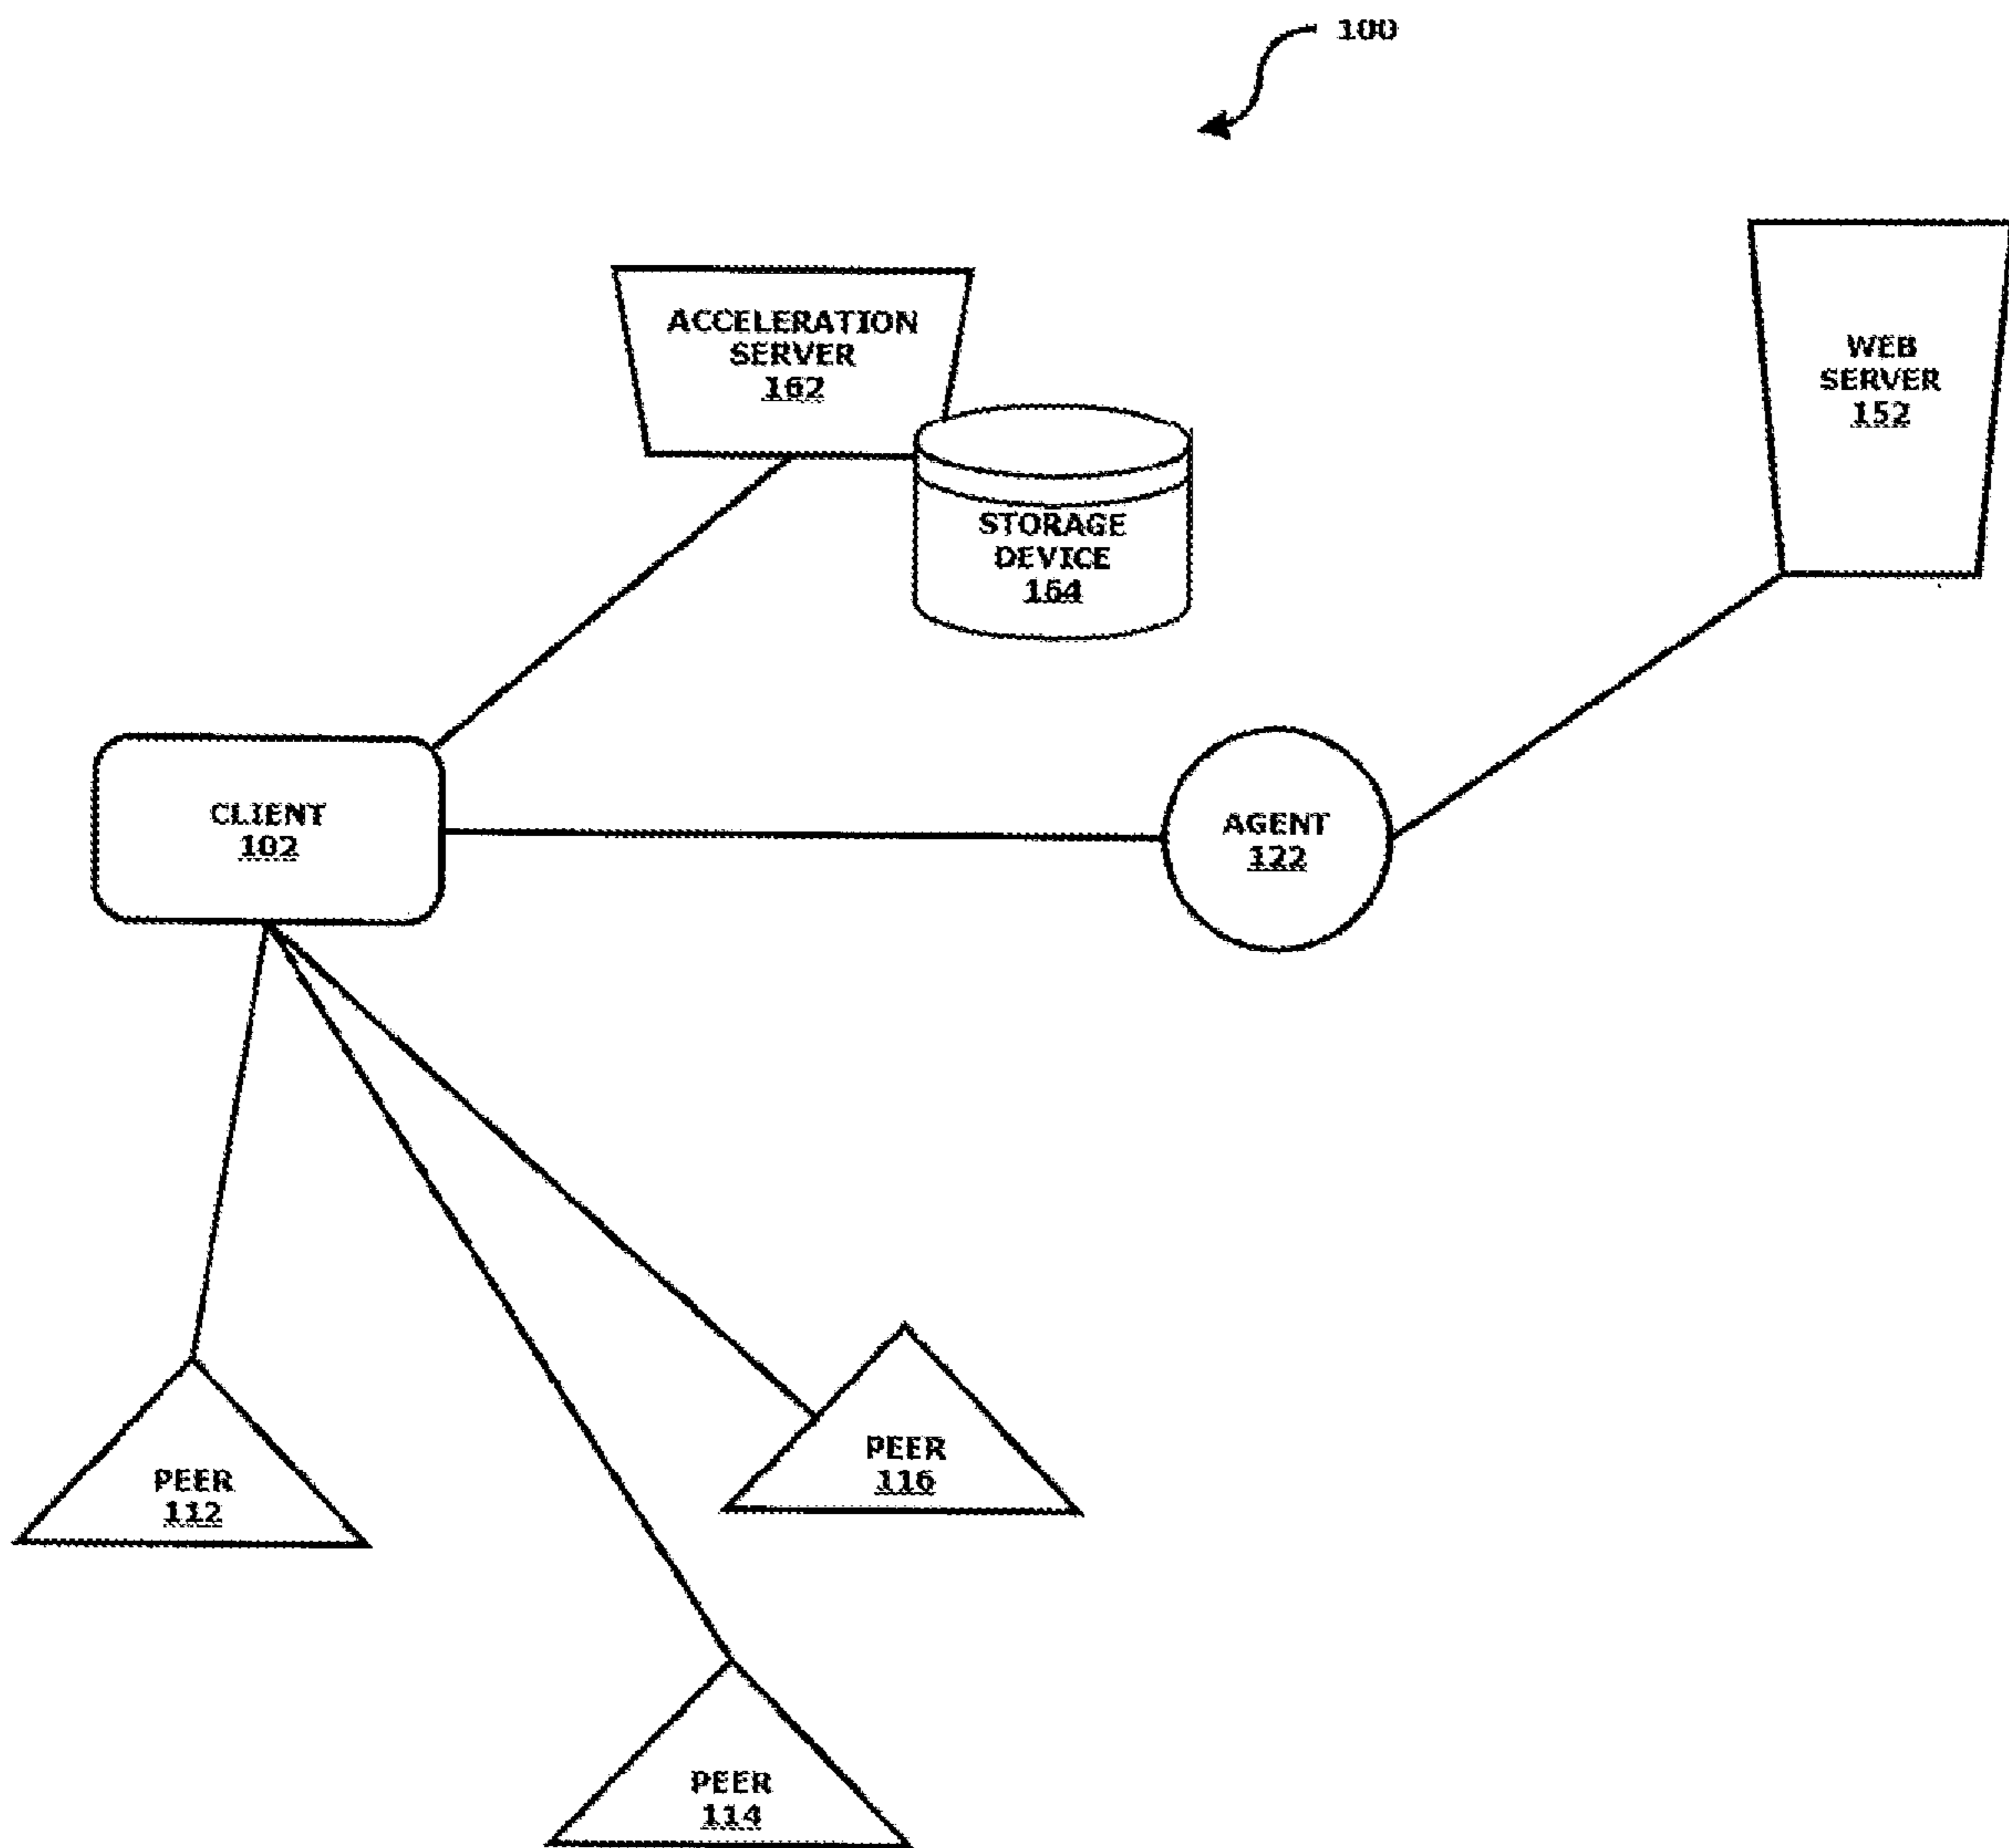 100
ACCELERATION
SERVER
162
WEB
SERVER
152
STORAGE
DEVICE
164
CLIENT
102
AGENT
122
PEER
116
PEER
112
PEER
114